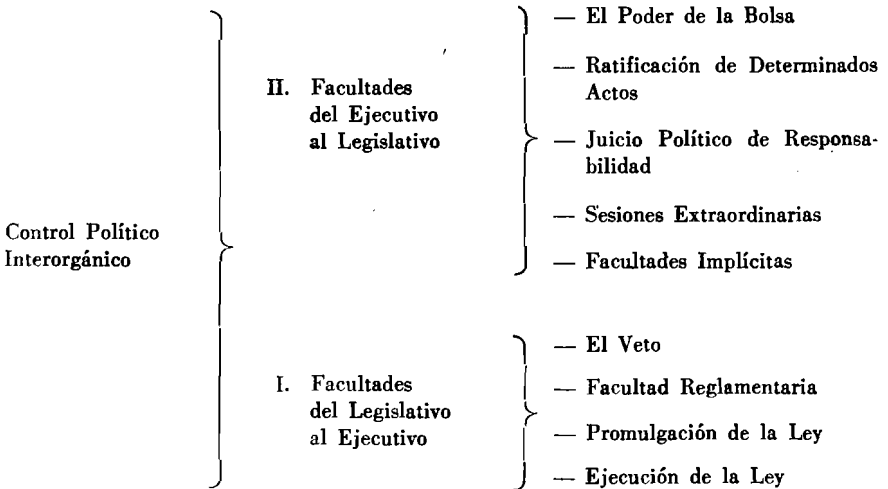 Control Político
Interorgánico
II. Facultades
del Ejecutivo
al Legislativo
— El Poder de la Bolsa
— Ratificación de Determinados
Actos
— Juicio Político de Responsa-
bilidad
— Sesiones Extraordinarias
— Facultades Implícitas
I. Facultades
del Legislativo
al Ejecutivo
— El Veto
— Facultad Reglamentaria
— Promulgación de la Ley
— Ejecución de la Ley